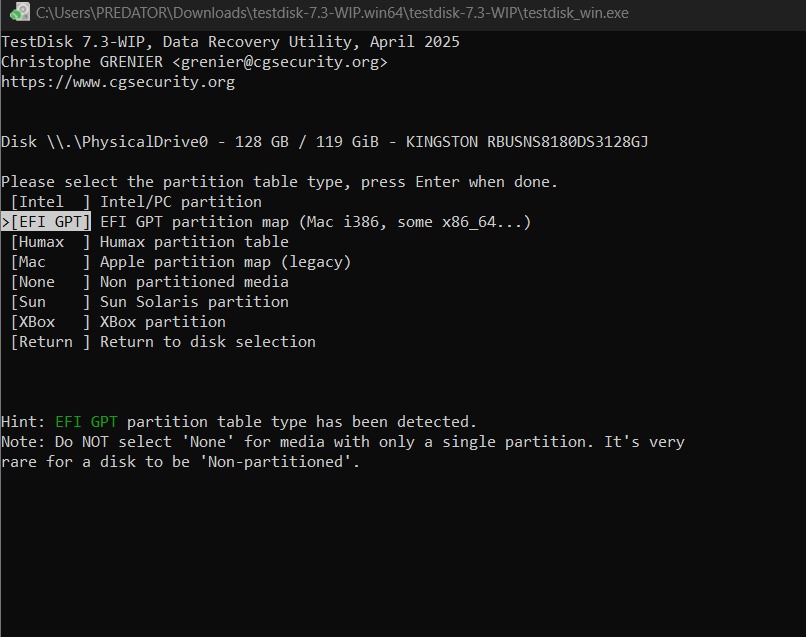 C:\Users\PREDATOR\Downloads\testdisk-7.3-WIP.win64\testdisk-7.3-WIP\testdisk_win.exe
TestDisk 7.3-WIP, Data Recovery Utility, April 2025
Christophe GRENIER <grenier@cgsecurity.org>
https://www.cgsecurity.org
Disk \\.\PhysicalDrive0 - 128 GB / 119 GiB - KINGSTON RBUSNS8180DS3128GJ
Please select the partition table type, press Enter when done.
 [Intel  ] Intel/PC partition
>[EFI GPT] EFI GPT partition map (Mac i386, some x86_64...)
 [Humax  ] Humax partition table
 [Mac    ] Apple partition map (legacy)
 [None   ] Non partitioned media
 [Sun    ] Sun Solaris partition
 [XBox   ] XBox partition
 [Return ] Return to disk selection
Hint: EFI GPT partition table type has been detected.
Note: Do NOT select 'None' for media with only a single partition. It's very
rare for a disk to be 'Non-partitioned'.